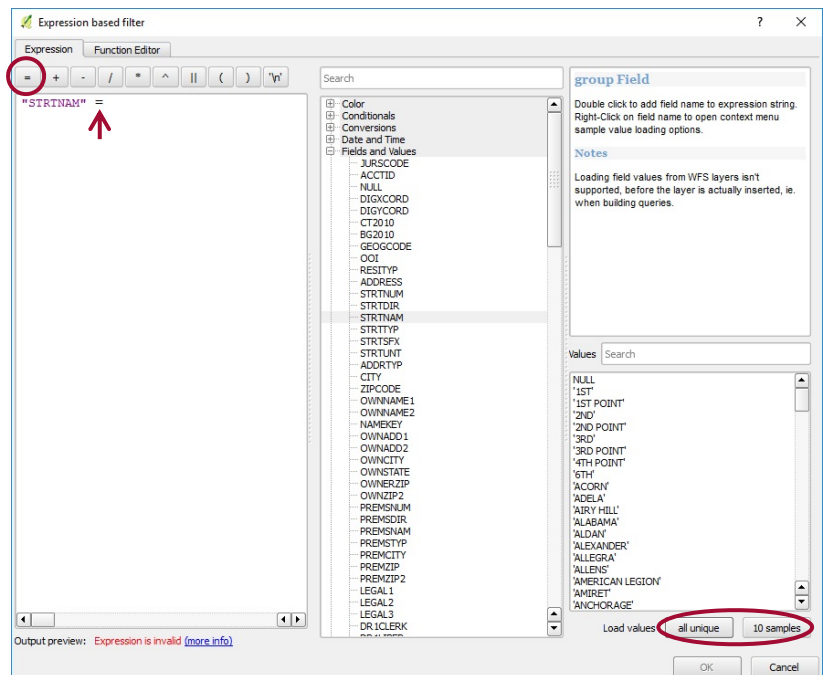 Expression based filter
? ×
Expression Function Editor
= + - / * ^ || ( ) '\n'
"STRTNAM" =
Search
Color
Conditionals
Conversions
Date and Time
Fields and Values
JURSCODE
ACCTID
NULL
DIGXCORD
DIGYCORD
CT2010
BG2010
GEOGCODE
OOI
RESITYP
ADDRESS
STRTNUM
STRTDIR
STRTNAM
STRTTYP
STRTSFX
STRTUNT
ADDRTYP
CITY
ZIPCODE
OWNNAME1
OWNNAME2
NAMEKEY
OWNADD1
OWNADD2
OWNCITY
OWNSTATE
OWNERZIP
OWNZIP2
PREMSNUM
PREMSDIR
PREMSNAM
PREMSTYP
PREMCITY
PREMZIP
PREMZIP2
LEGAL1
LEGAL2
LEGAL3
DR1CLERK
group Field
Double click to add field name to expression string.
Right-Click on field name to open context menu
sample value loading options.
Notes
Loading field values from WFS layers isn't
supported, before the layer is actually inserted, ie.
when building queries.
Values Search
NULL
'1ST'
'1ST POINT'
'2ND'
'2ND POINT'
'3RD'
'3RD POINT'
'4TH POINT'
'6TH'
'ACORN'
'ADELA'
'AIRY HILL'
'ALABAMA'
'ALDAN'
'ALEXANDER'
'ALLEGRA'
'ALLENS'
'AMERICAN LEGION'
'AMIRET'
'ANCHORAGE'
Load values all unique 10 samples
Output preview: Expression is invalid (more info)
OK Cancel